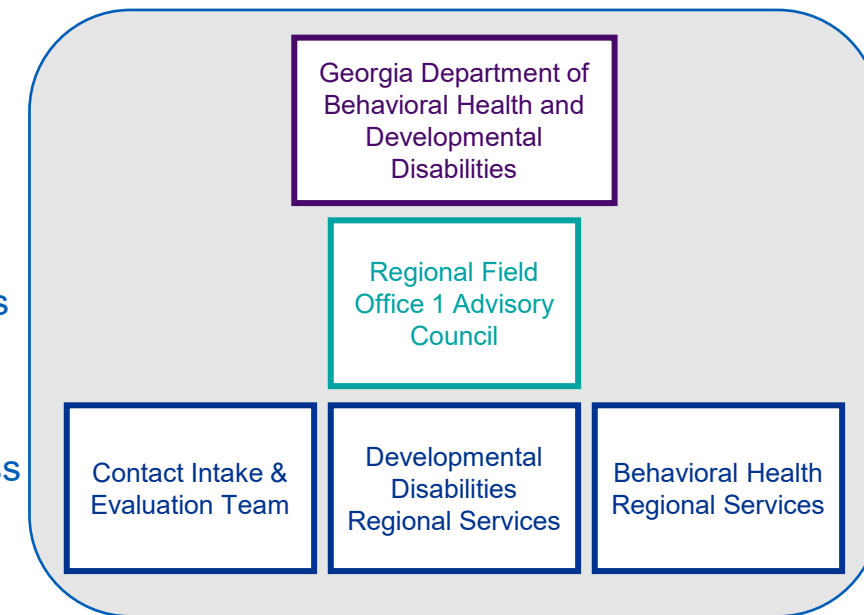 Georgia Department of
Behavioral Health and
Developmental
Disabilities
Regional Field
Office 1 Advisory
Council
Contact Intake &
Evaluation Team
Developmental
Disabilities
Regional Services
Behavioral Health
Regional Services